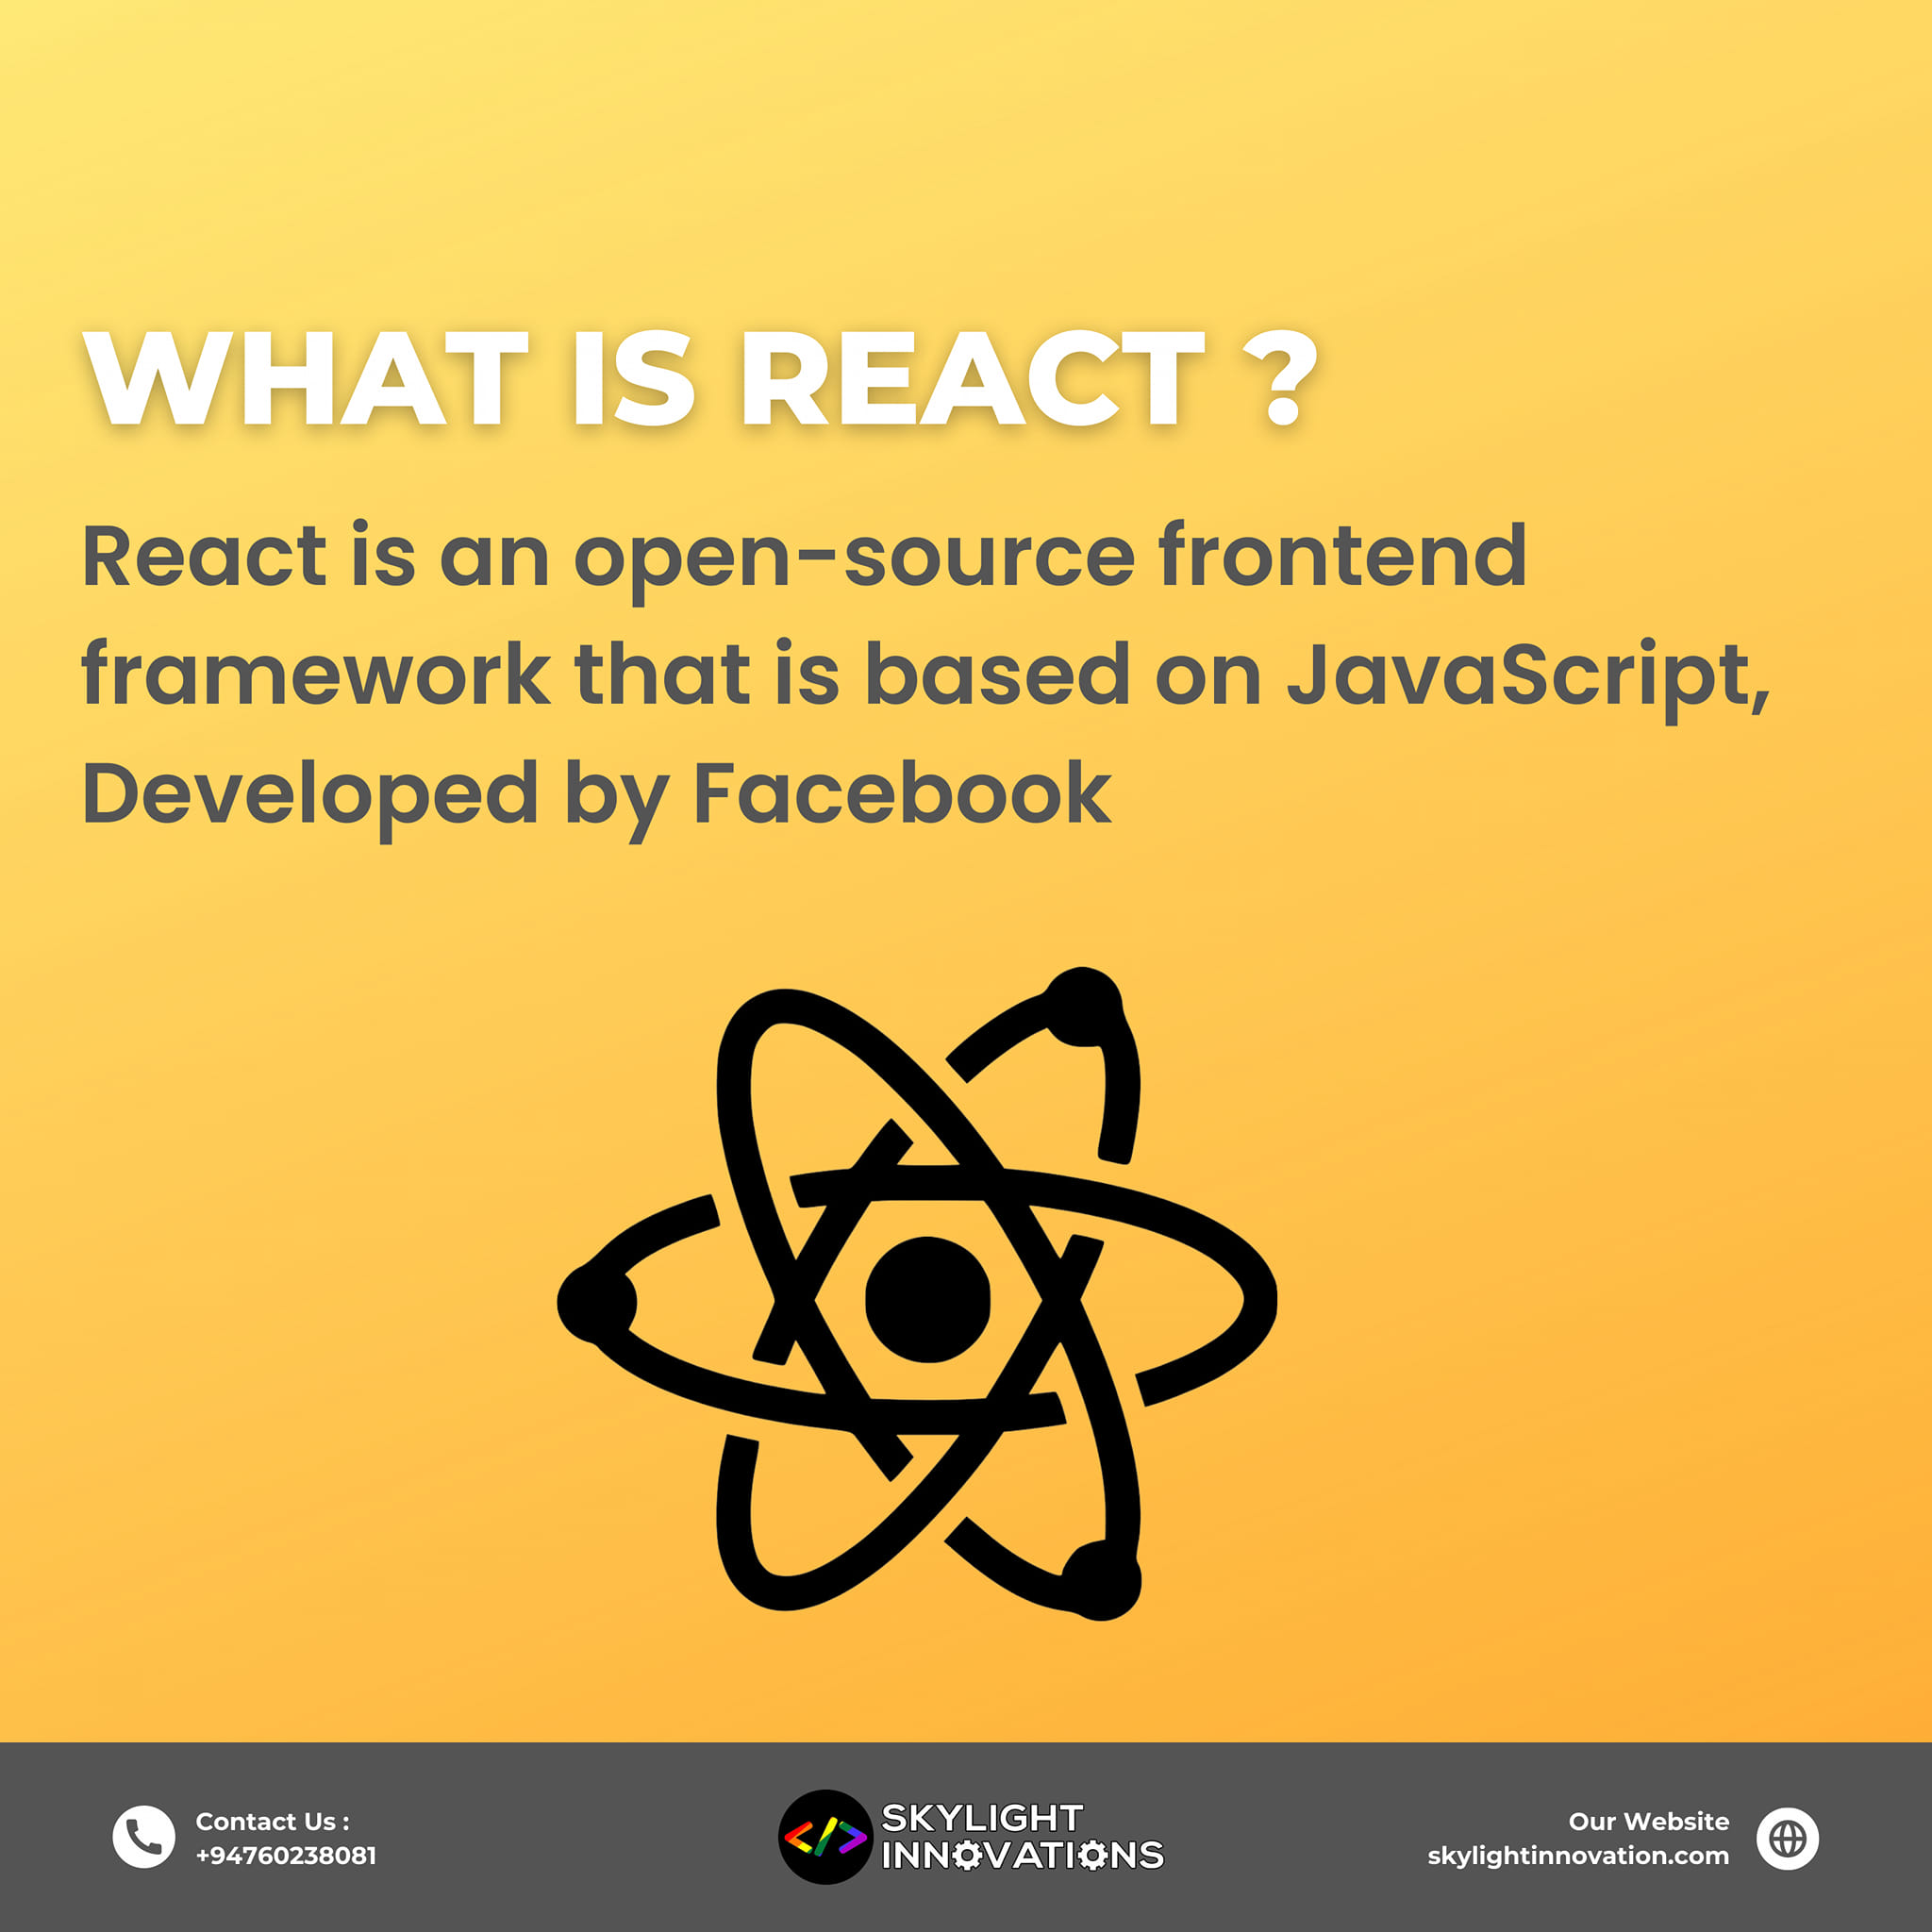 WHAT IS REACT ?
React is an open-source frontend
framework that is based on JavaScript,
Developed by Facebook
Contact Us :
+94760238081
SKYLIGHT
INNOVATIONS
Our Website
skylightinnovation.com